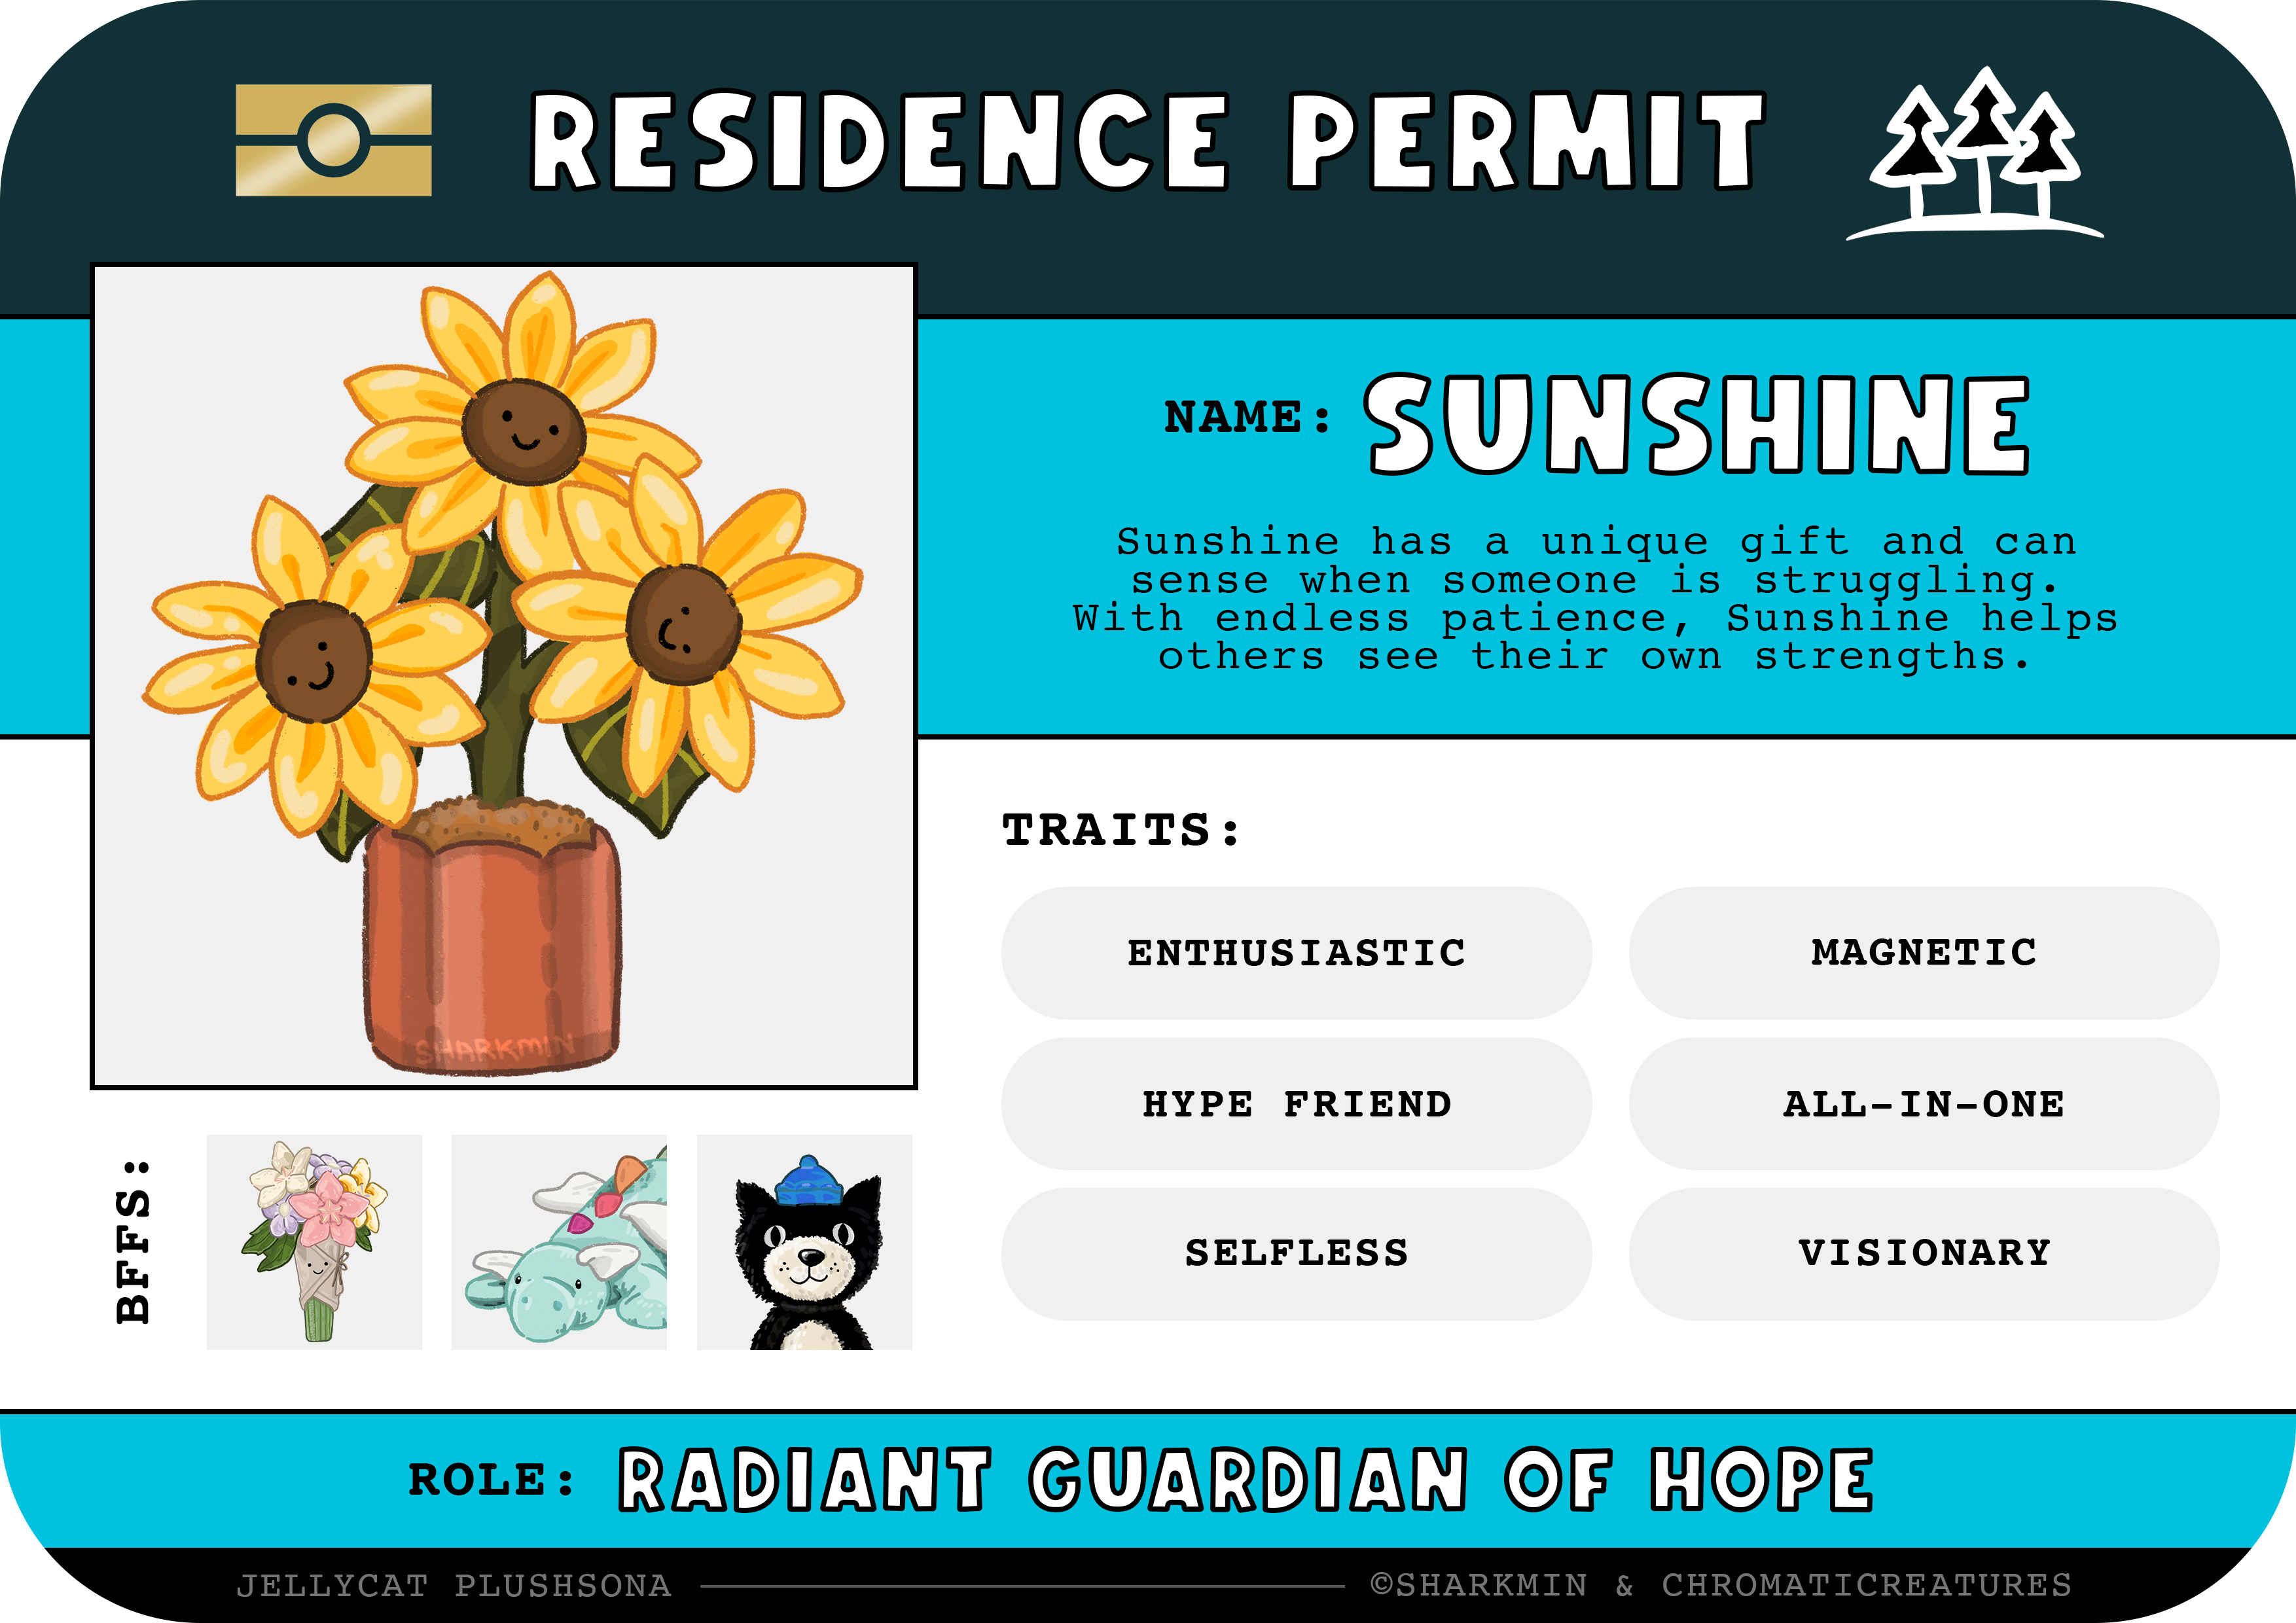 RESIDENCE PERMIT
NAME: SUNSHINE
Sunshine has a unique gift and can
sense when someone is struggling.
With endless patience, Sunshine helps
others see their own strengths.
SHARKMIN
TRAITS:
ENTHUSIASTIC
MAGNETIC
HYPE FRIEND
ALL-IN-ONE
SELFLESS
VISIONARY
BFFS:
ROLE: RADIANT GUARDIAN OF HOPE
JELLYCAT PLUSHSONA
©SHARKMIN & CHROMATICREATURES